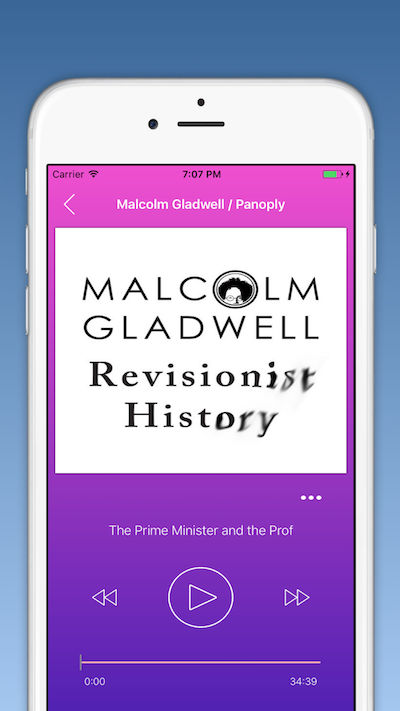 Carrier 7:07 PM
Malcolm Gladwell / Panoply
MALCOLM
GLADWELL
Revisionist
History
The Prime Minister and the Prof
0:00 34:39